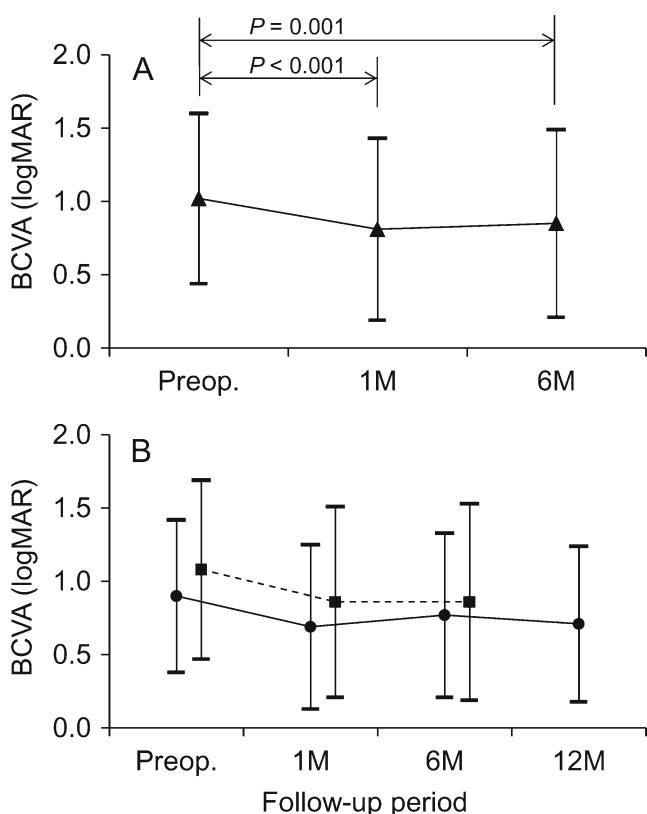 P = 0.001
P < 0.001
A
BCVA (logMAR)
2.0
1.5
1.0
0.5
0.0
Preop. 1M 6M
B
BCVA (logMAR)
2.0
1.5
1.0
0.5
0.0
Preop. 1M 6M 12M
Follow-up period